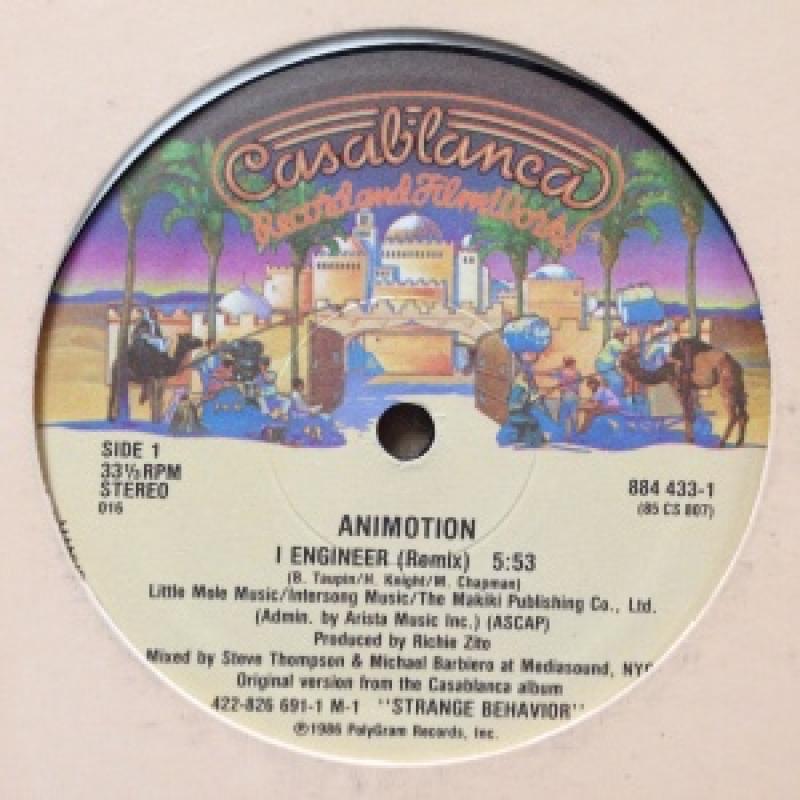 Casablanca
Record and FilmWorks
SIDE 1
33⅓ RPM
STEREO
016
884 433-1
(85 CS 807)
ANIMOTION
I ENGINEER (Remix) 5:53
(B. Taupin/H. Knight/M. Chapman)
Little Mole Music/Intersong Music/The Makiki Publishing Co., Ltd.
(Admin. by Arista Music Inc.) (ASCAP)
Produced by Richie Zito
Mixed by Steve Thompson & Michael Barbiero at Mediasound, NYC
Original version from the Casablanca album
422-826 691-1 M-1 "STRANGE BEHAVIOR"
℗1986 PolyGram Records, Inc.